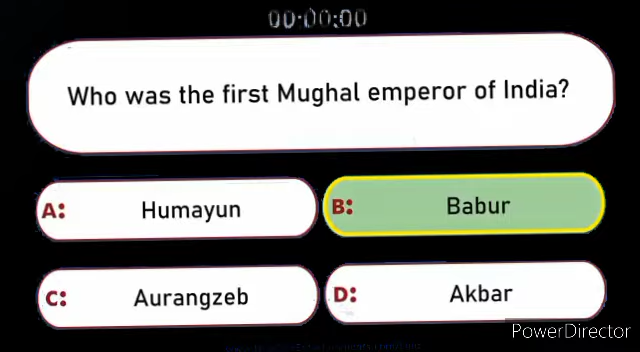 00:00:00
Who was the first Mughal emperor of India?
A: Humayun
B: Babur
C: Aurangzeb
D: Akbar
PowerDirector